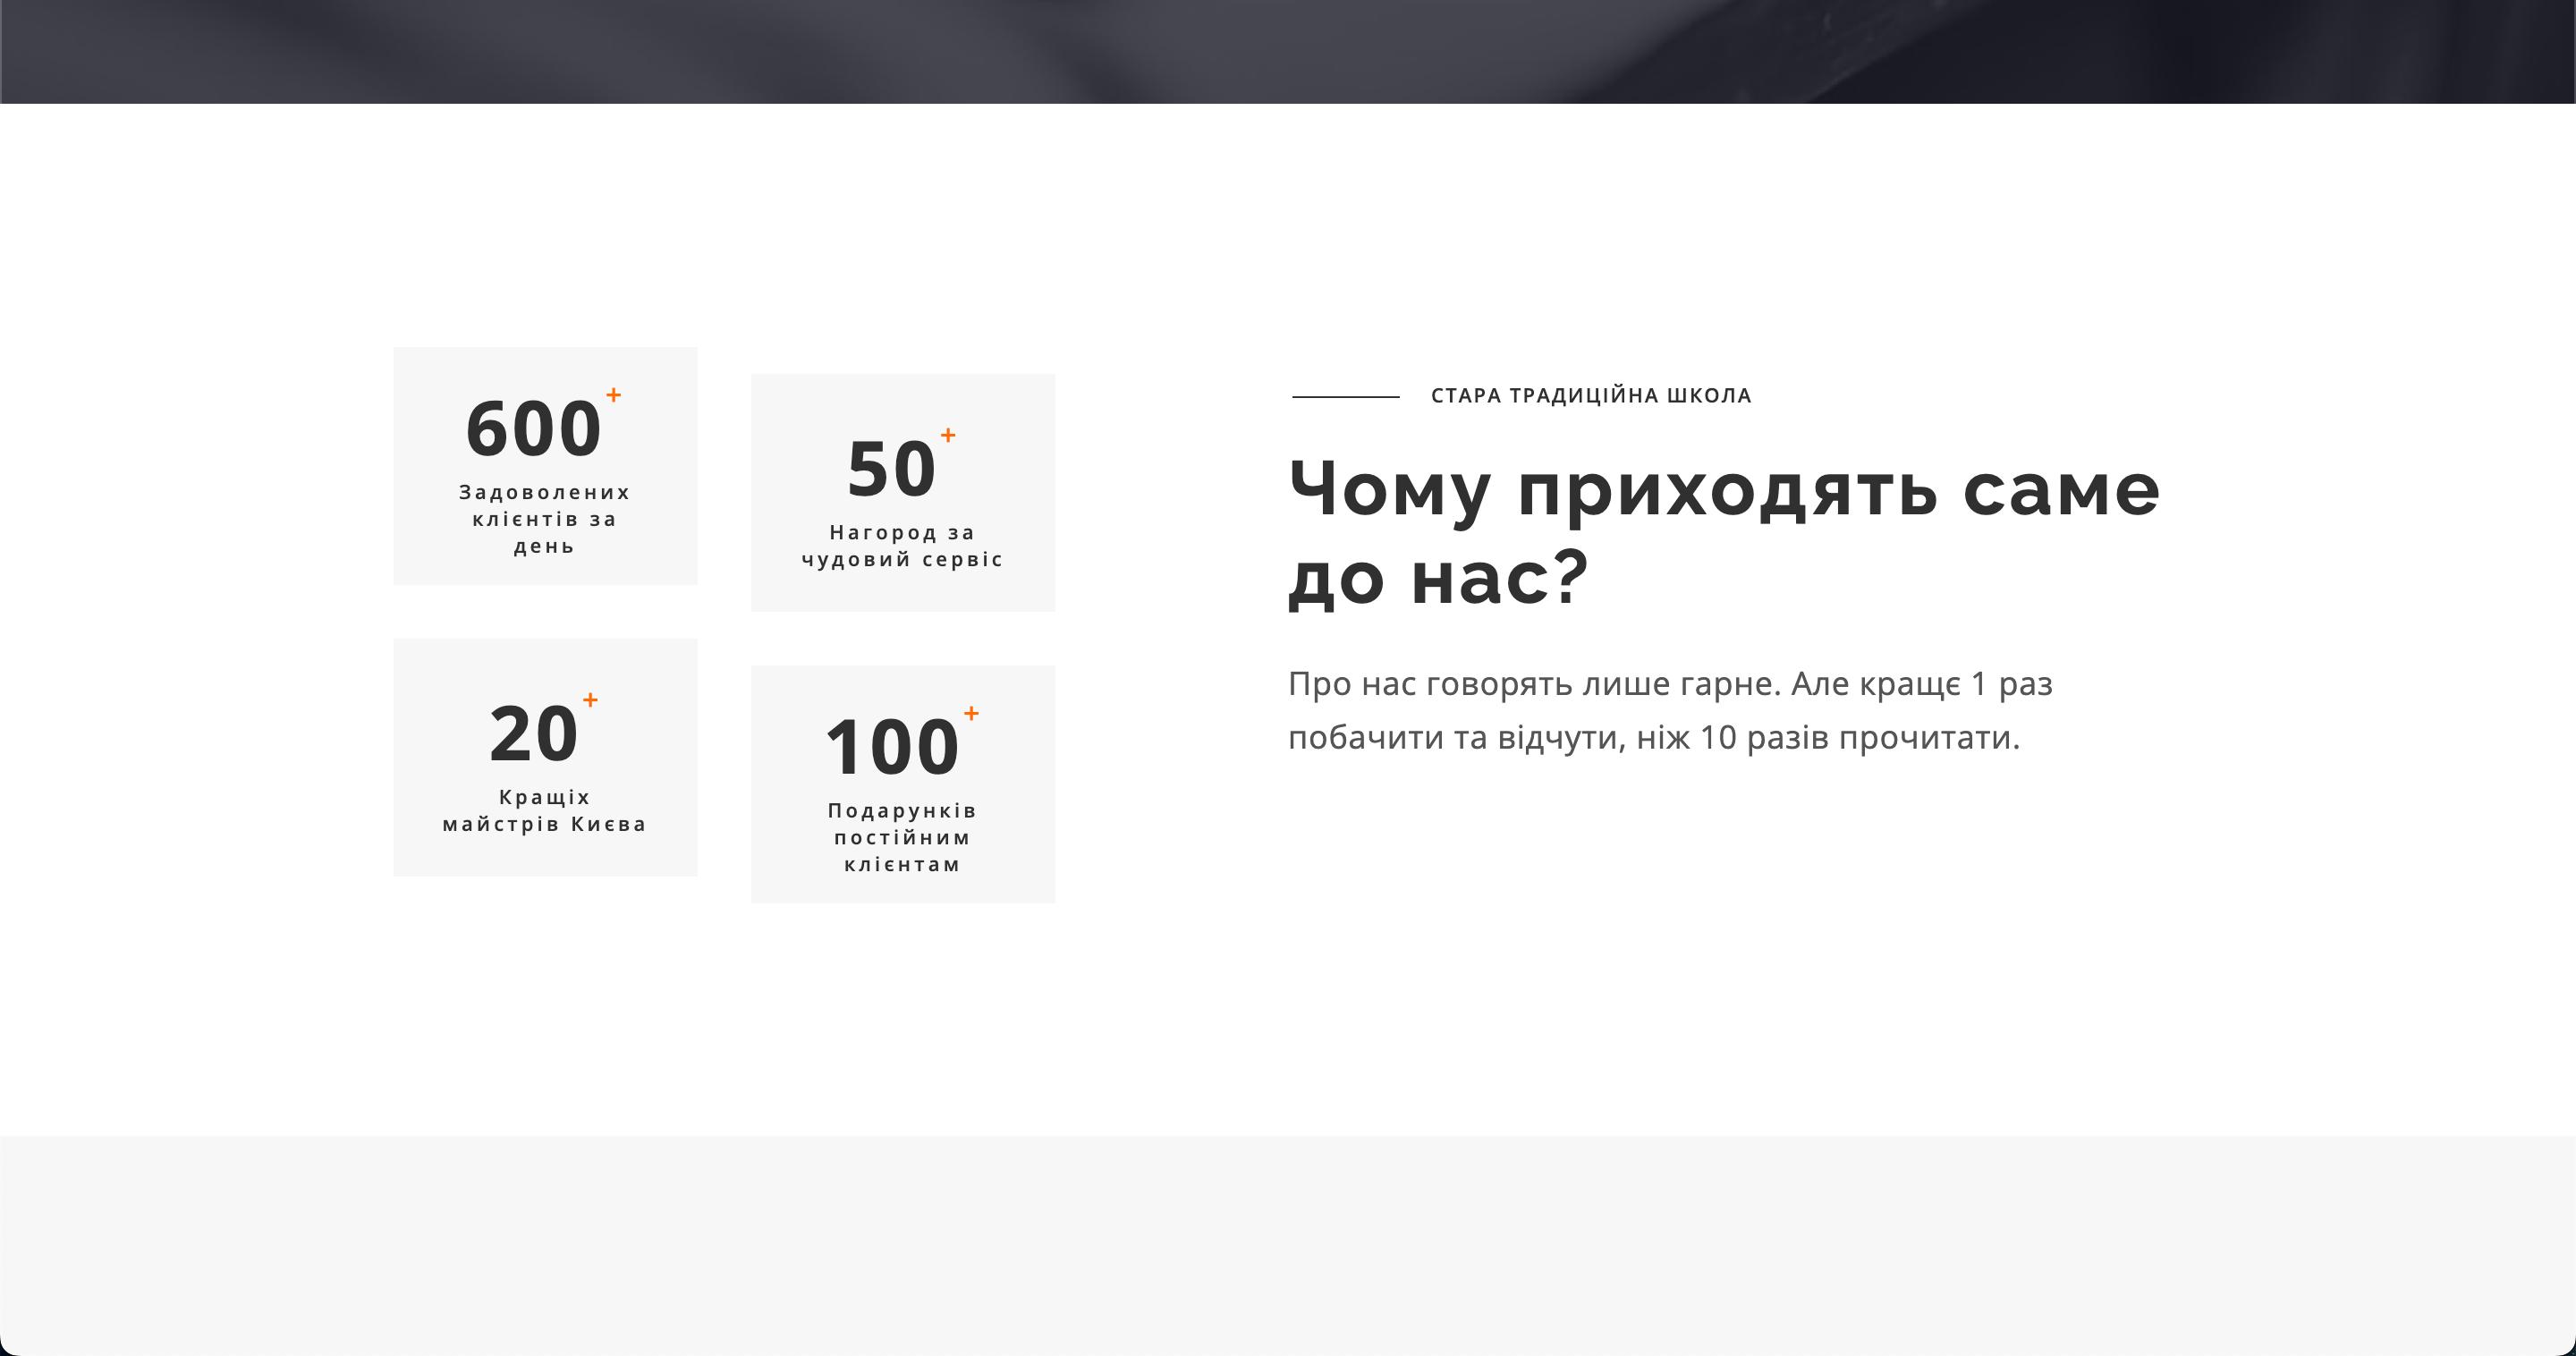 600+
Задоволених
клієнтів за
день
50+
Нагород за
чудовий сервіс
20+
Кращіх
майстрів Києва
100+
Подарунків
постійним
клієнтам
СТАРА ТРАДИЦІЙНА ШКОЛА
Чому приходять саме
до нас?
Про нас говорять лише гарне. Але кращє 1 раз
побачити та відчути, ніж 10 разів прочитати.